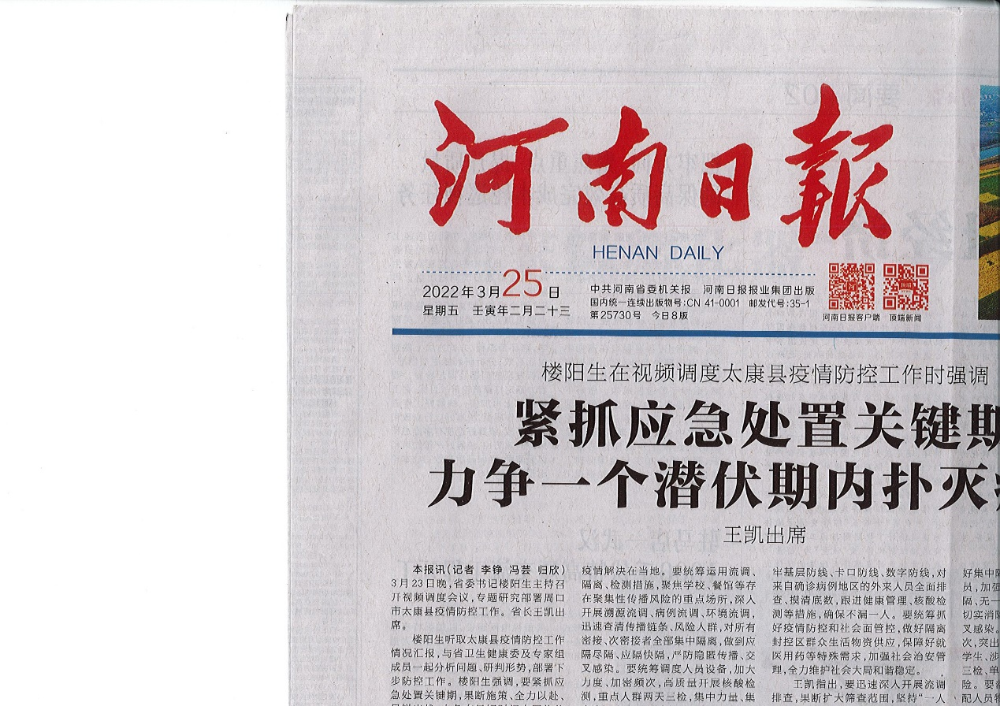 河南日报
HENAN DAILY
2022年3月25日
星期五 壬寅年二月二十三
中共河南省委机关报 河南日报报业集团出版
国内统一连续出版物号:CN 41-0001 邮发代号:35-1
第25730号 今日8版
河南日报客户端 顶端新闻
楼阳生在视频调度太康县疫情防控工作时强调
紧抓应急处置关键期
力争一个潜伏期内扑灭
王凯出席
本报讯(记者 李铮 冯芸 归欣)
3月23日晚,省委书记楼阳生主持召
开视频调度会议,专题研究部署周口
市太康县疫情防控工作。省长王凯出
席。
楼阳生听取太康县疫情防控工作
情况汇报,与省卫生健康委及专家组
成员一起分析问题、研判形势,部署下
步防控工作。楼阳生强调,要紧抓应
急处置关键期,果断施策、全力以赴、
疫情解决在当地。要统筹运用流调、
隔离、检测措施,聚焦学校、餐馆等存
在聚集性传播风险的重点场所,深入
开展溯源流调、病例流调、环境流调,
迅速查清传播链条、风险人群,对所有
密接、次密接者全部集中隔离,做到应
隔尽隔、应隔快隔,严防隐匿传播、交
叉感染。要统筹调度人员设备,加大
力度、加密频次,高质量开展核酸检
测,重点人群两天三检,集中力量、集
牢基层防线、卡口防线、数字防线,对
来自确诊病例地区的外来人员全面排
查、摸清底数,跟进健康管理、核酸检
测等措施,确保不漏一人。要统筹抓
好疫情防控和社会面管控,做好隔离
封控区群众生活物资供应,保障好就
医用药等特殊需求,加强社会治安管
理,全力维护社会大局和谐稳定。
王凯指出,要迅速深入开展流调
排查,果断扩大筛查范围,坚持“一
好集中隔
员,加强
隔、无一
切实消除
叉感染。
次,突出
学生、涉
三检、单
险。要
配人员